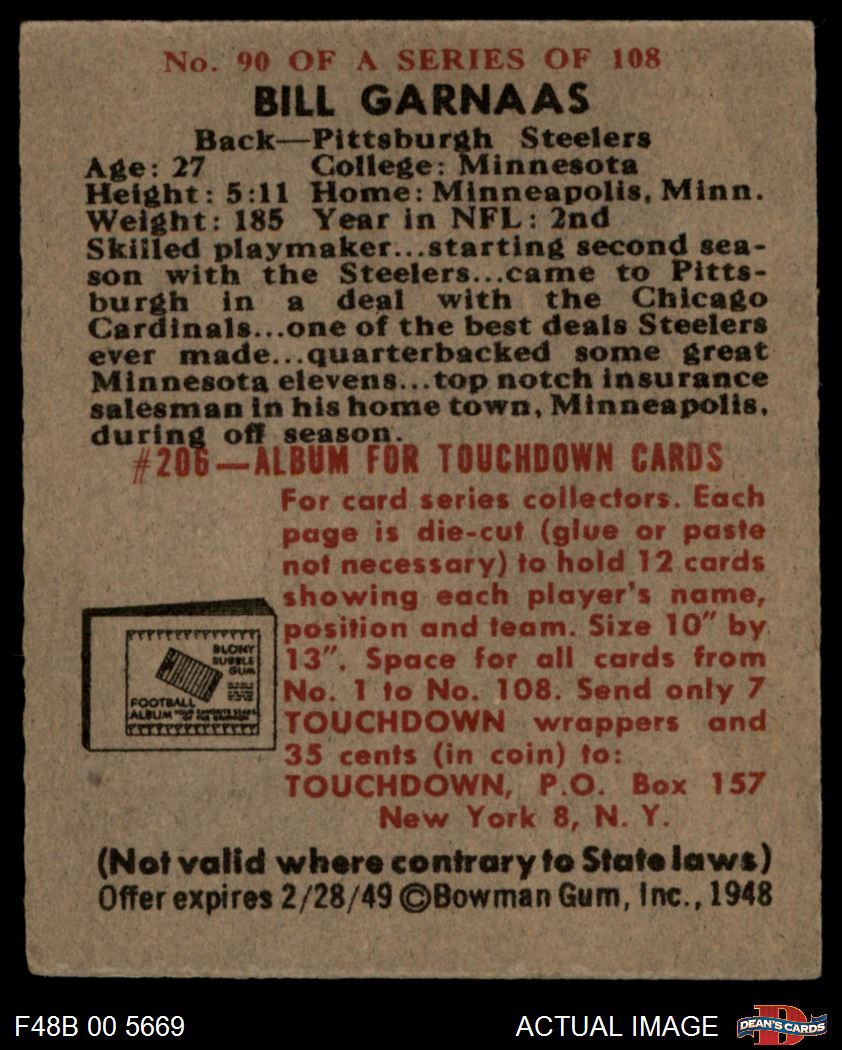 No. 90 OF A SERIES OF 108
BILL GARNAAS
Back—Pittsburgh Steelers
Age: 27 College: Minnesota
Height: 5:11 Home: Minneapolis, Minn.
Weight: 185 Year in NFL: 2nd
Skilled playmaker...starting second sea-
son with the Steelers...came to Pitts-
burgh in a deal with the Chicago
Cardinals...one of the best deals Steelers
ever made...quarterbacked some great
Minnesota elevens...top notch insurance
salesman in his home town, Minneapolis,
during off season.
#206—ALBUM FOR TOUCHDOWN CARDS
For card series collectors. Each
page is die-cut (glue or paste
not necessary) to hold 12 cards
showing each player's name,
position and team. Size 10" by
13". Space for all cards from
No. 1 to No. 108. Send only 7
TOUCHDOWN wrappers and
35 cents (in coin) to:
TOUCHDOWN, P.O. Box 157
New York 8, N. Y.
BLONY
BUBBLE
GUM
FOOTBALL
ALBUM YOUR FAVORITE STARS
OF THE GRIDIRON
(Not valid where contrary to State laws)
Offer expires 2/28/49 ©Bowman Gum, Inc., 1948
F48B 00 5669
ACTUAL IMAGE
DEAN'S CARDS